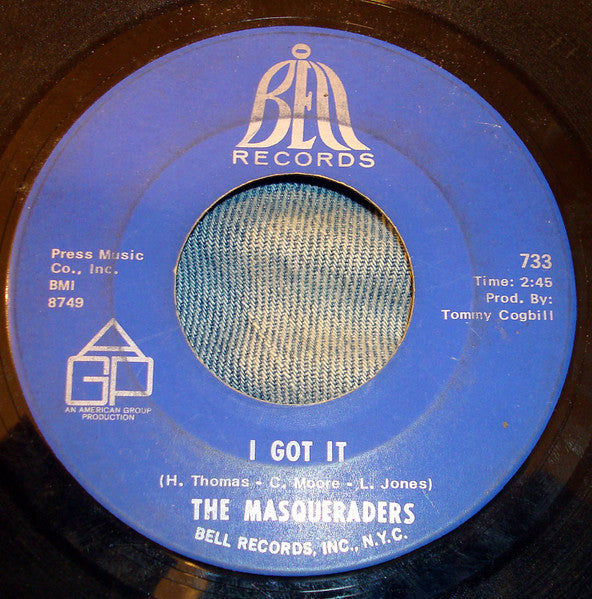 Bell
RECORDS
Press Music
Co., Inc.
BMI
8749
733
Time: 2:45
Prod. By:
Tommy Cogbill
AGP
AN AMERICAN GROUP
PRODUCTION
I GOT IT
(H. Thomas - C. Moore - L. Jones)
THE MASQUERADERS
BELL RECORDS, INC., N.Y.C.